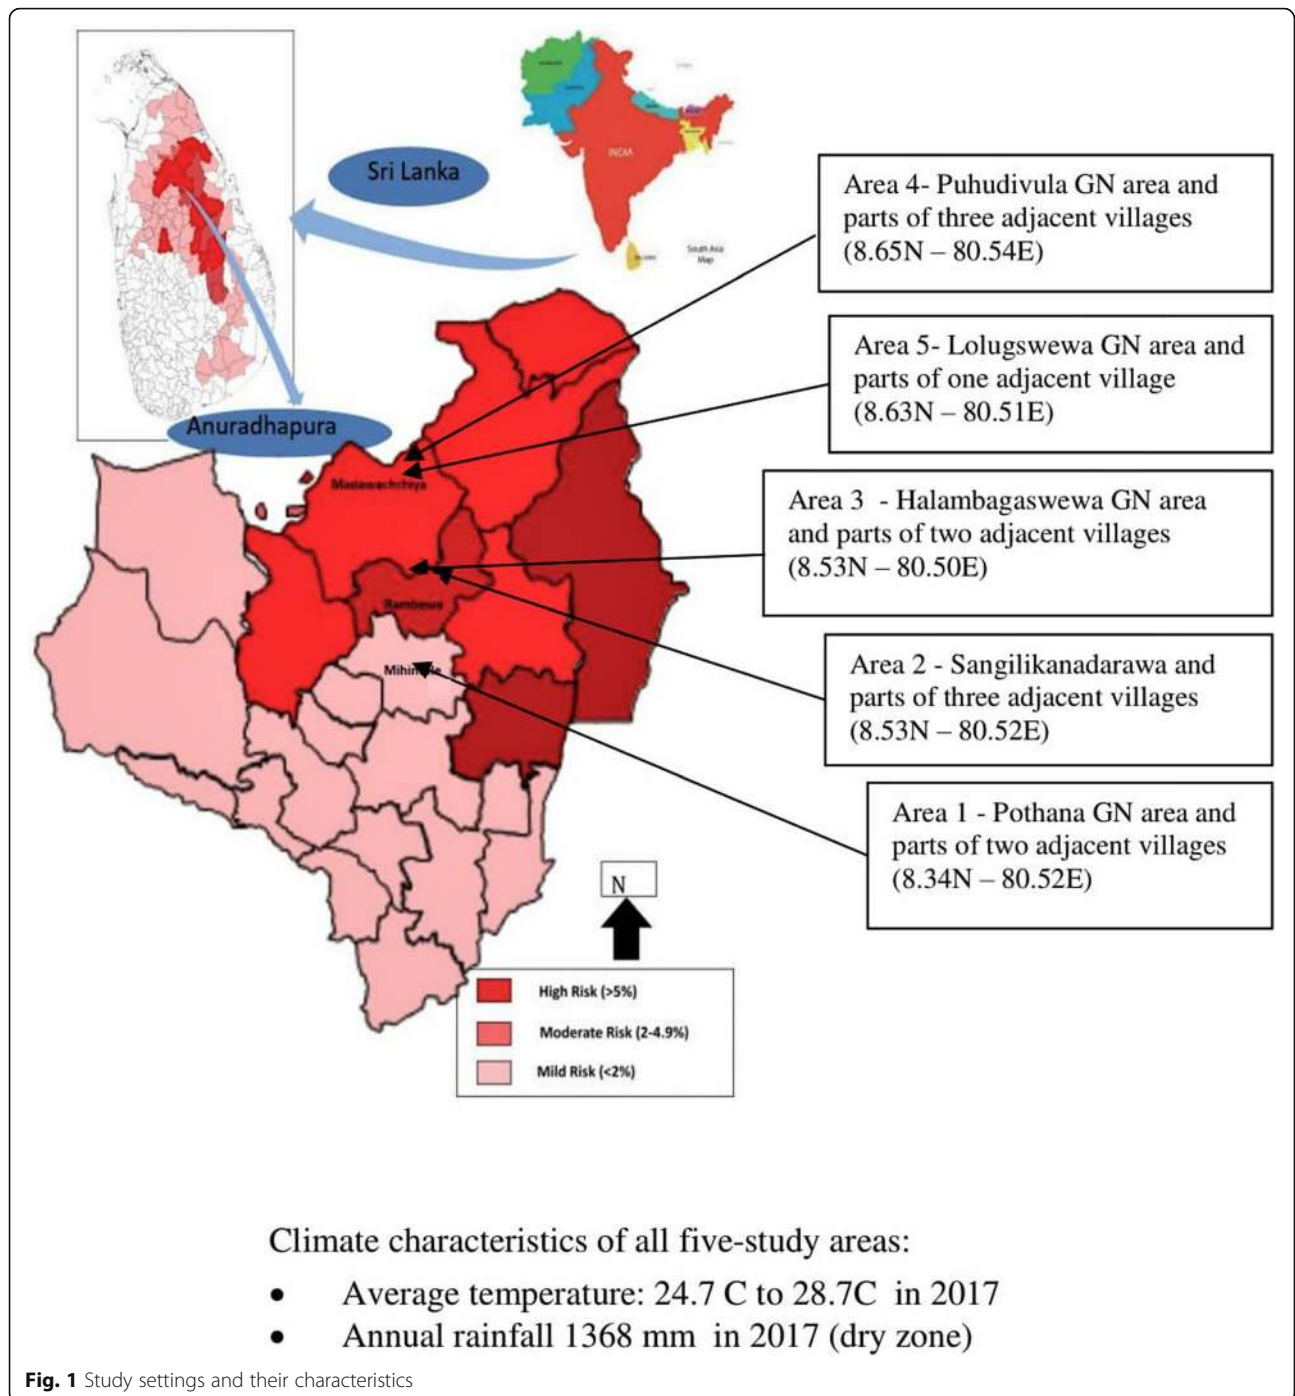 Sri Lanka
INDIA
South Asia
Map
Anuradhapura
Area 4- Puhudivula GN area and
parts of three adjacent villages
(8.65N – 80.54E)
Area 5- Lolugswewa GN area and
parts of one adjacent village
(8.63N – 80.51E)
Area 3 - Halambagaswewa GN area
and parts of two adjacent villages
(8.53N – 80.50E)
Area 2 - Sangilikanadarawa and
parts of three adjacent villages
(8.53N – 80.52E)
Area 1 - Pothana GN area and
parts of two adjacent villages
(8.34N – 80.52E)
Rambewa
N
High Risk (>5%)
Moderate Risk (2-4.9%)
Mild Risk (<2%)
Climate characteristics of all five-study areas:
• Average temperature: 24.7 C to 28.7C in 2017
• Annual rainfall 1368 mm in 2017 (dry zone)
Fig. 1 Study settings and their characteristics